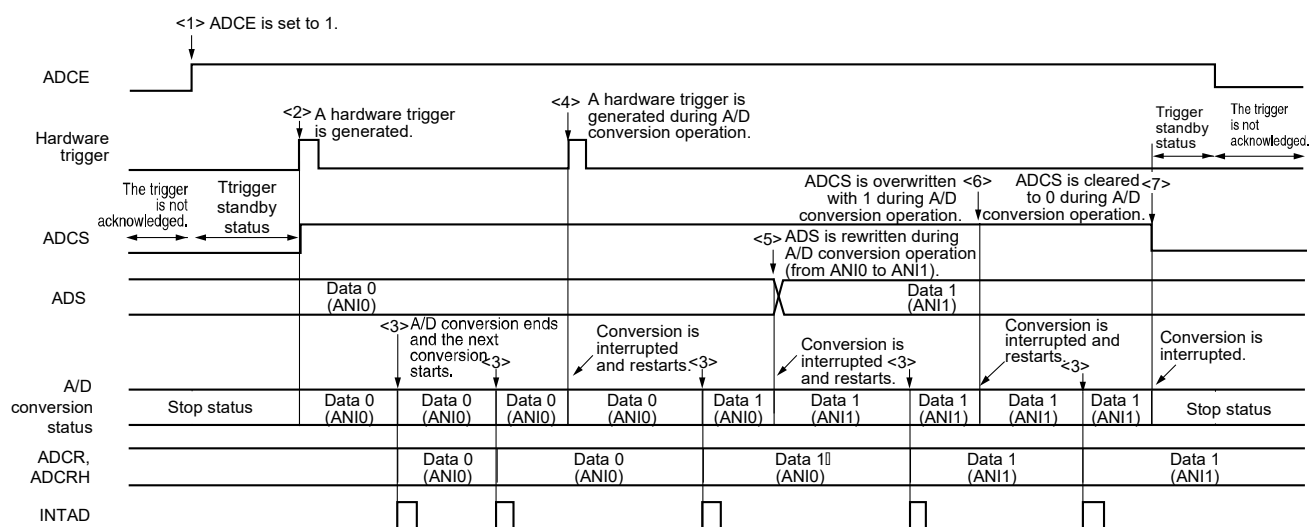 <1> ADCE is set to 1.
ADCE
<2> A hardware trigger
is generated.
<4> A hardware trigger is
generated during A/D
conversion operation.
Trigger
standby
status
The trigger
is not
acknowledged.
Hardware
trigger
The trigger
is not
acknowledged.
Ttrigger
standby
status
ADCS is overwritten <6>
with 1 during A/D
conversion operation.
ADCS is cleared <7>
to 0 during A/D
conversion operation.
ADCS
<5> ADS is rewritten during
A/D conversion operation
(from ANI0 to ANI1).
ADS
Data 0
(ANI0)
Data 1
(ANI1)
<3> A/D conversion ends
and the next
conversion
starts. <3>
Conversion is
interrupted
and restarts. <3>
Conversion is
interrupted <3>
and restarts.
Conversion is
interrupted and
restarts. <3>
Conversion is
interrupted.
A/D
conversion
status
Stop status
Data 0
(ANI0)
Data 0
(ANI0)
Data 0
(ANI0)
Data 0
(ANI0)
Data 1
(ANI0)
Data 1
(ANI1)
Data 1
(ANI1)
Data 1
(ANI1)
Data 1
(ANI1)
Stop status
ADCR,
ADCRH
Data 0
(ANI0)
Data 0
(ANI0)
Data 1▯
(ANI0)
Data 1
(ANI1)
Data 1
(ANI1)
INTAD